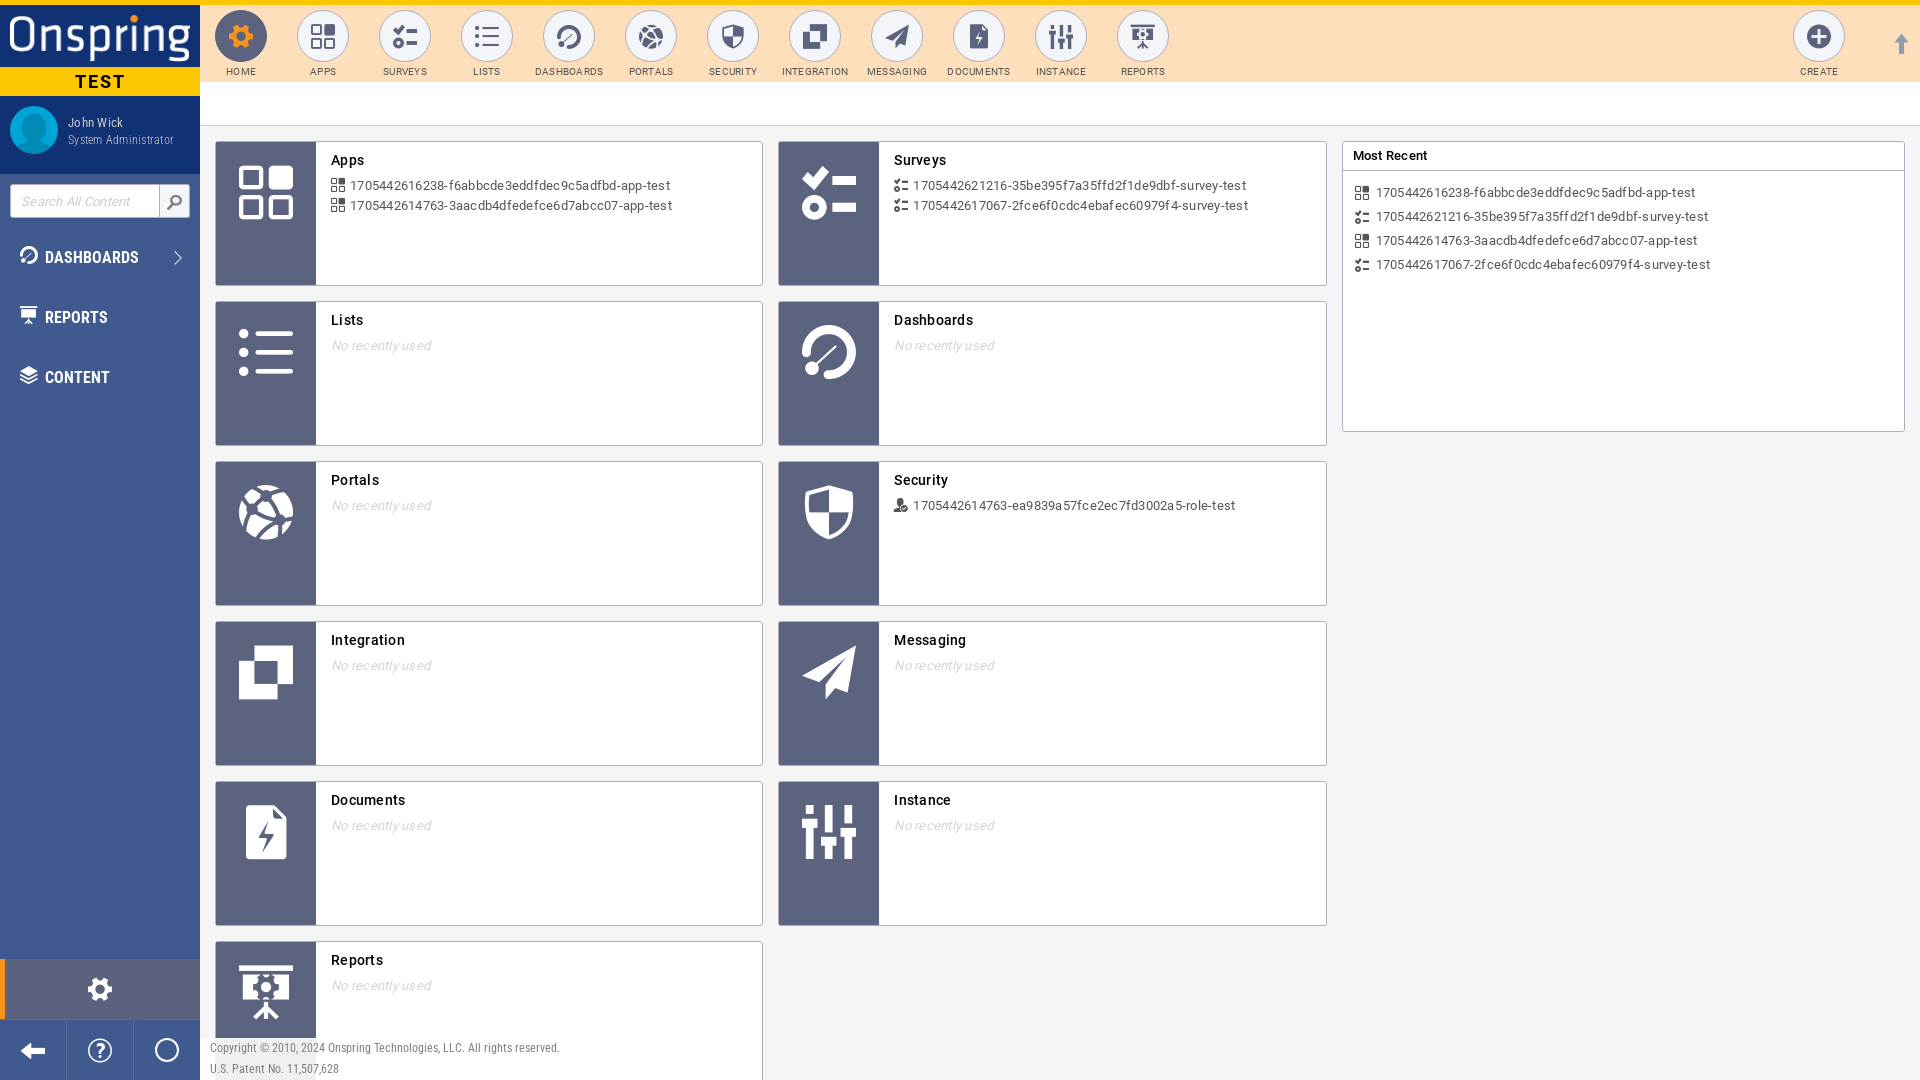 Onspring
TEST
John Wick
System Administrator
Search All Content
DASHBOARDS
REPORTS
CONTENT
HOME
APPS
SURVEYS
LISTS
DASHBOARDS
PORTALS
SECURITY
INTEGRATION
MESSAGING
DOCUMENTS
INSTANCE
REPORTS
CREATE
Apps
1705442616238-f6abbcde3eddfdec9c5adfbd-app-test
1705442614763-3aacdb4dfedefce6d7abcc07-app-test
Surveys
1705442621216-35be395f7a35ffd2f1de9dbf-survey-test
1705442617067-2fce6f0cdc4ebafec60979f4-survey-test
Lists
No recently used
Dashboards
No recently used
Portals
No recently used
Security
1705442614763-ea9839a57fce2ec7fd3002a5-role-test
Integration
No recently used
Messaging
No recently used
Documents
No recently used
Instance
No recently used
Reports
No recently used
Most Recent
1705442616238-f6abbcde3eddfdec9c5adfbd-app-test
1705442621216-35be395f7a35ffd2f1de9dbf-survey-test
1705442614763-3aacdb4dfedefce6d7abcc07-app-test
1705442617067-2fce6f0cdc4ebafec60979f4-survey-test
Copyright © 2010, 2024 Onspring Technologies, LLC. All rights reserved.
U.S. Patent No. 11,507,628